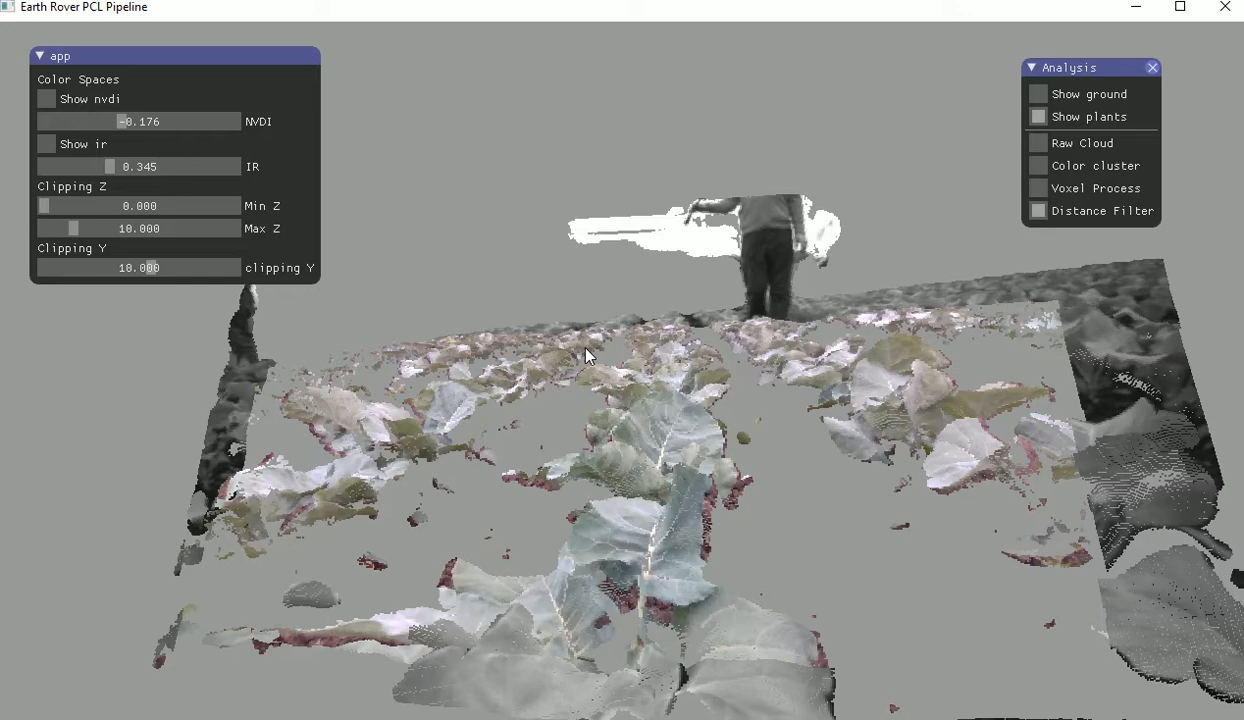 Earth Rover PCL Pipeline
app
Color Spaces
Show nvdi
-0.176 NVDI
Show ir
0.345 IR
Clipping Z
0.000 Min Z
10.000 Max Z
Clipping Y
10.000 clipping Y
Analysis
Show ground
Show plants
Raw Cloud
Color cluster
Voxel Process
Distance Filter